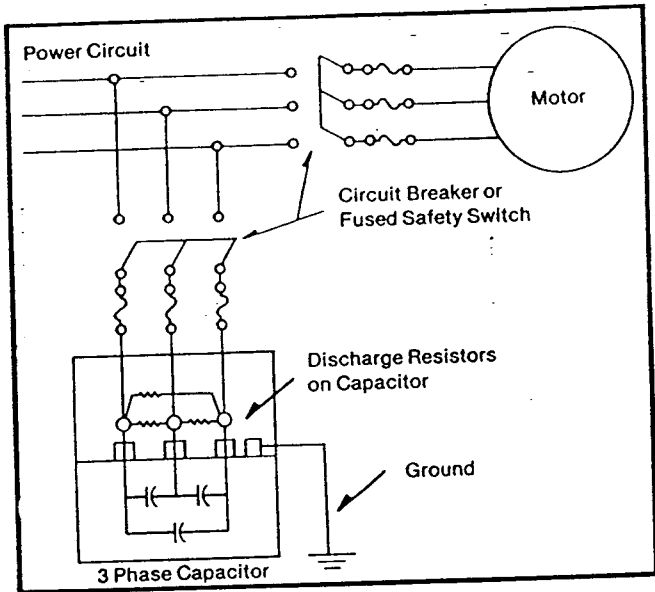 Power Circuit
Motor
Circuit Breaker or
Fused Safety Switch
Discharge Resistors
on Capacitor
Ground
3 Phase Capacitor